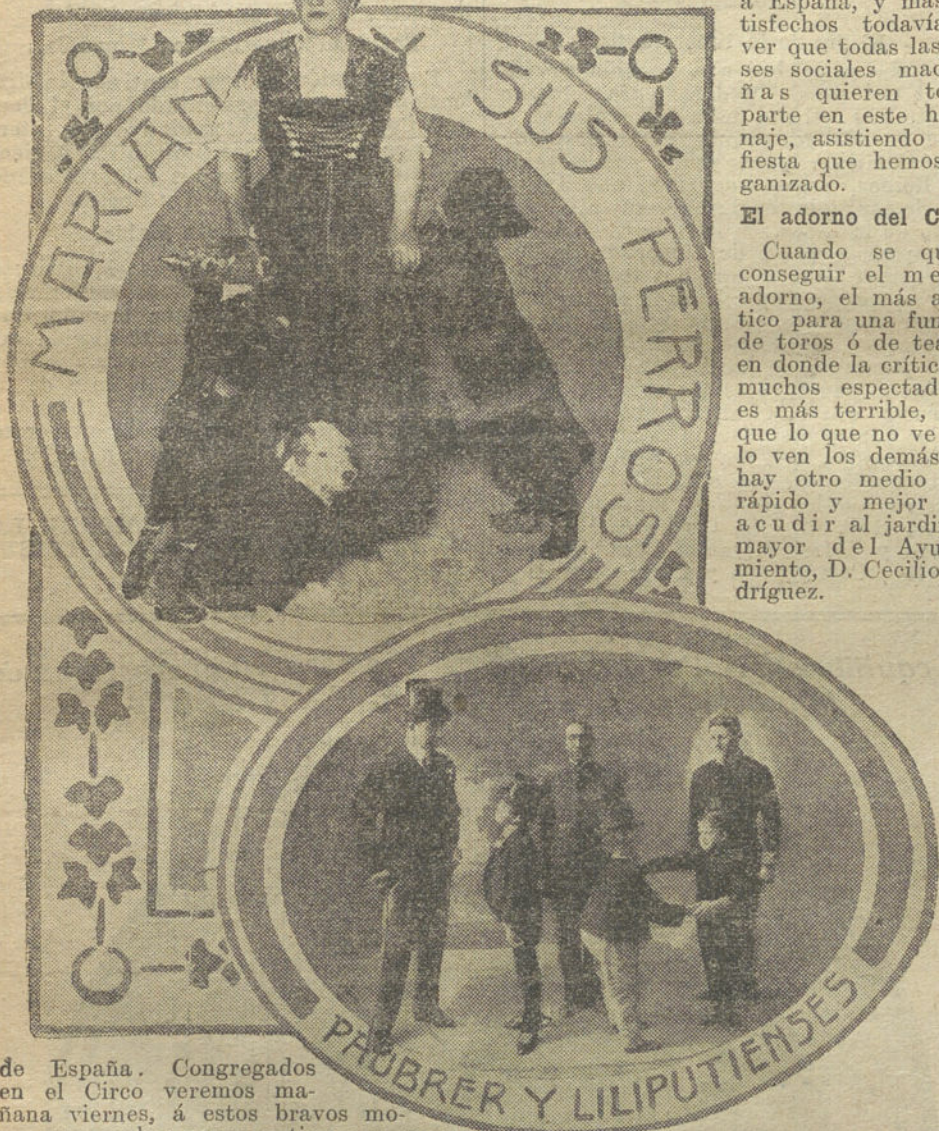 MARIAN Y SUS PERROS
PAUBRER Y LILIPUTIENSES
de España. Congregados
en el Circo veremos ma-
ñana viernes, á estos bravos mo-
a España, y más
tisfechos todavía
ver que todas las
ses sociales mad
ñas quieren to
parte en este h
naje, asistiendo
fiesta que hemos
ganizado.
El adorno del C
Cuando se qu
conseguir el me
adorno, el más a
tico para una fun
de toros ó de tea
en donde la crític
muchos espectad
es más terrible,
que lo que no ve
lo ven los demás
hay otro medio
rápido y mejor
acudir al jardi
mayor del Ayu
miento, D. Cecilio
dríguez.